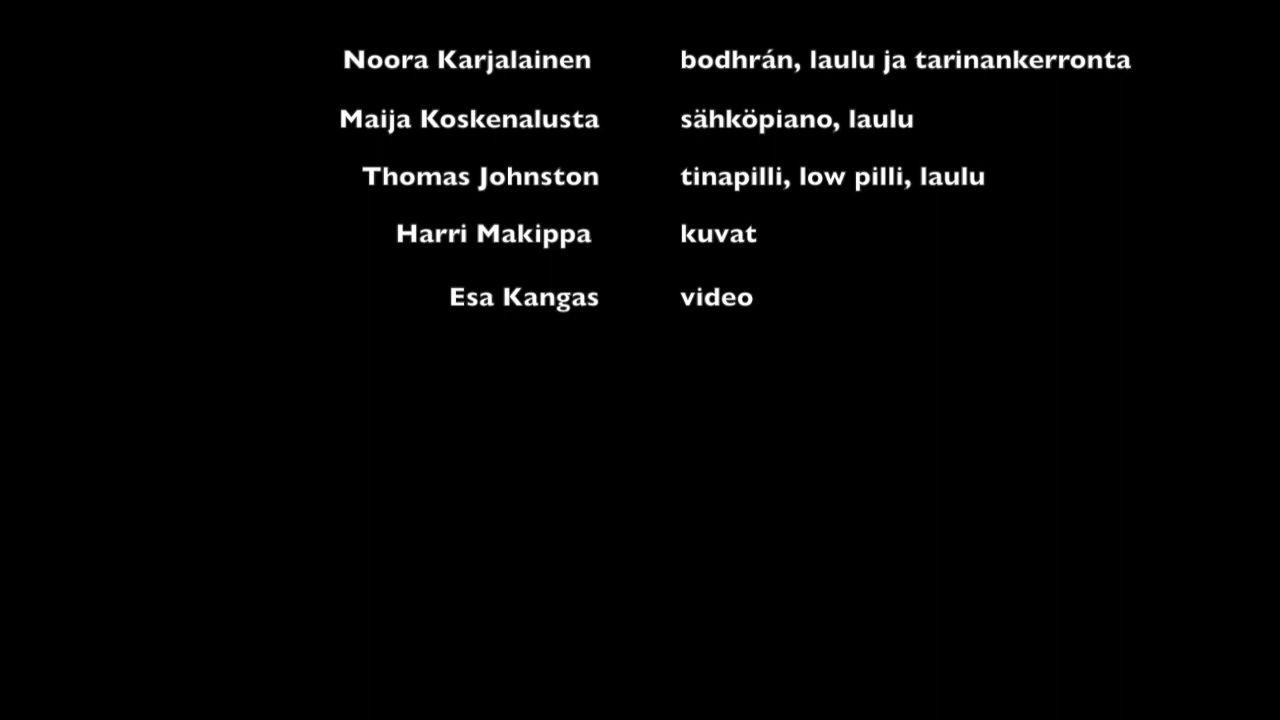 Noora Karjalainen bodhrán, laulu ja tarinankerronta
Maija Koskenalusta sähköpiano, laulu
Thomas Johnston tinapilli, low pilli, laulu
Harri Makippa kuvat
Esa Kangas video